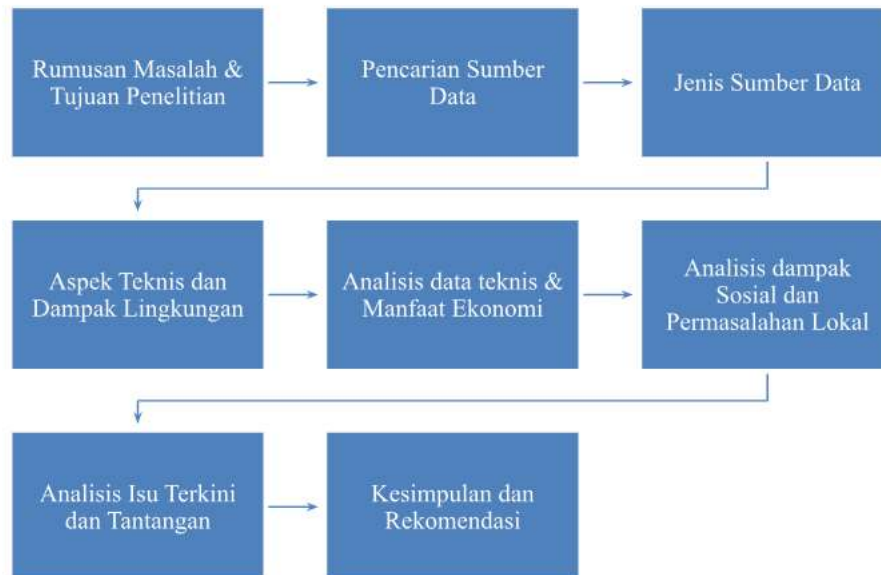 Rumusan Masalah &
Tujuan Penelitian
Pencarian Sumber
Data
Jenis Sumber Data
Aspek Teknis dan
Dampak Lingkungan
Analisis data teknis &
Manfaat Ekonomi
Analisis dampak
Sosial dan
Permasalahan Lokal
Analisis Isu Terkini
dan Tantangan
Kesimpulan dan
Rekomendasi